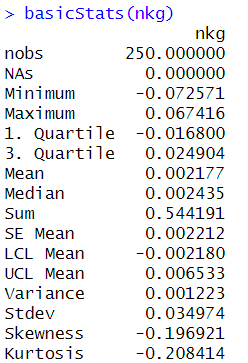 > basicStats(nkg)
nkg
nobs 250.000000
NAs 0.000000
Minimum -0.072571
Maximum 0.067416
1. Quartile -0.016800
3. Quartile 0.024904
Mean 0.002177
Median 0.002435
Sum 0.544191
SE Mean 0.002212
LCL Mean -0.002180
UCL Mean 0.006533
Variance 0.001223
Stdev 0.034974
Skewness -0.196921
Kurtosis -0.208414